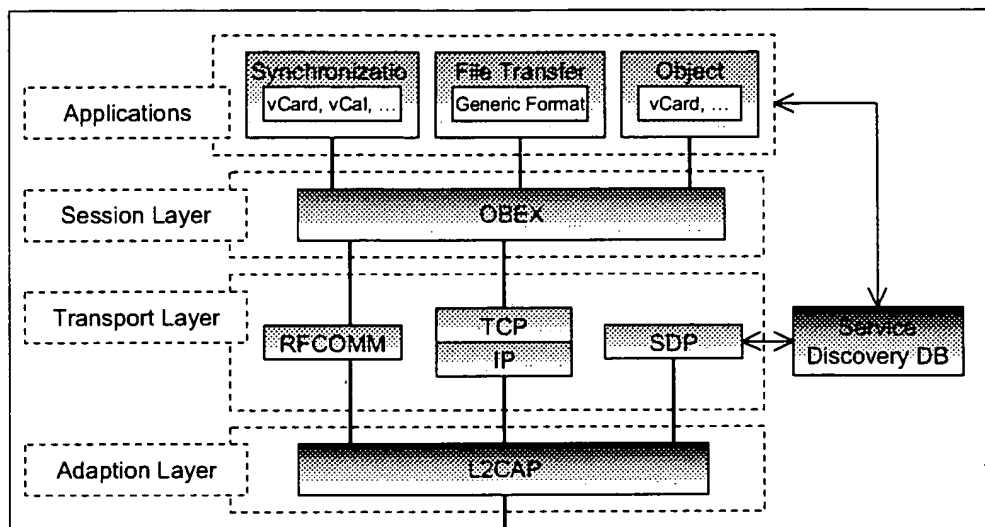 Applications
Synchronizatio
vCard, vCal, ...
File Transfer
Generic Format
Object
vCard, ...
Session Layer
OBEX
Transport Layer
RFCOMM
TCP
IP
SDP
Service
Discovery DB
Adaption Layer
L2CAP